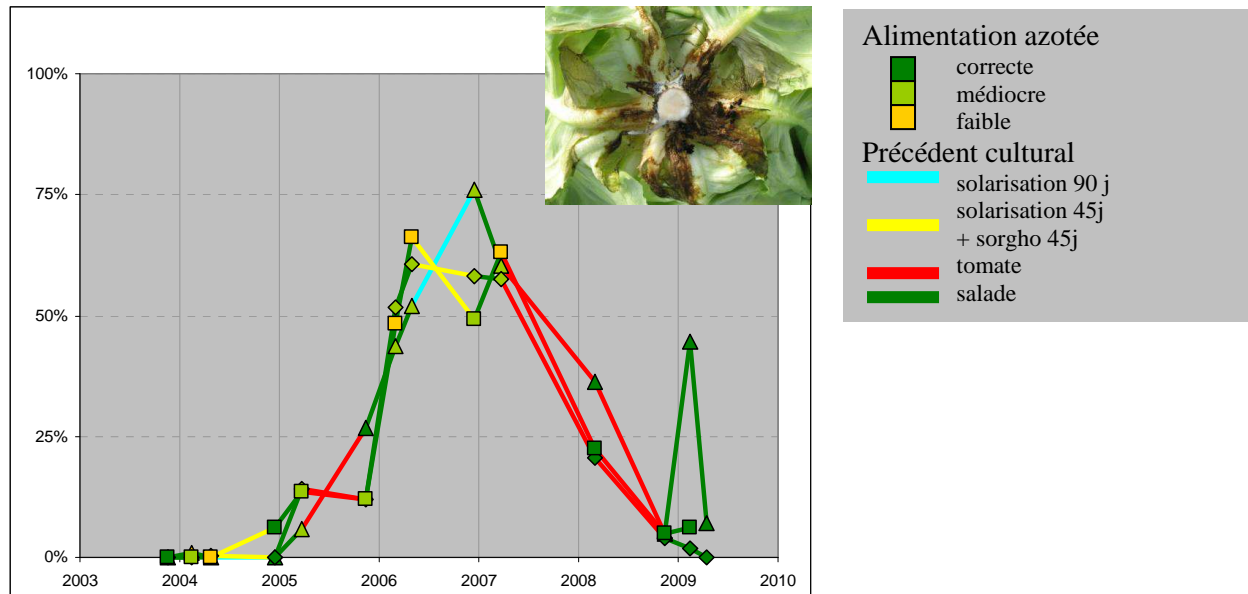 100%
75%
50%
25%
0%
2003 2004 2005 2006 2007 2008 2009 2010
Alimentation azotée
correcte
médiocre
faible
Précédent cultural
solarisation 90 j
solarisation 45j
+ sorgho 45j
tomate
salade